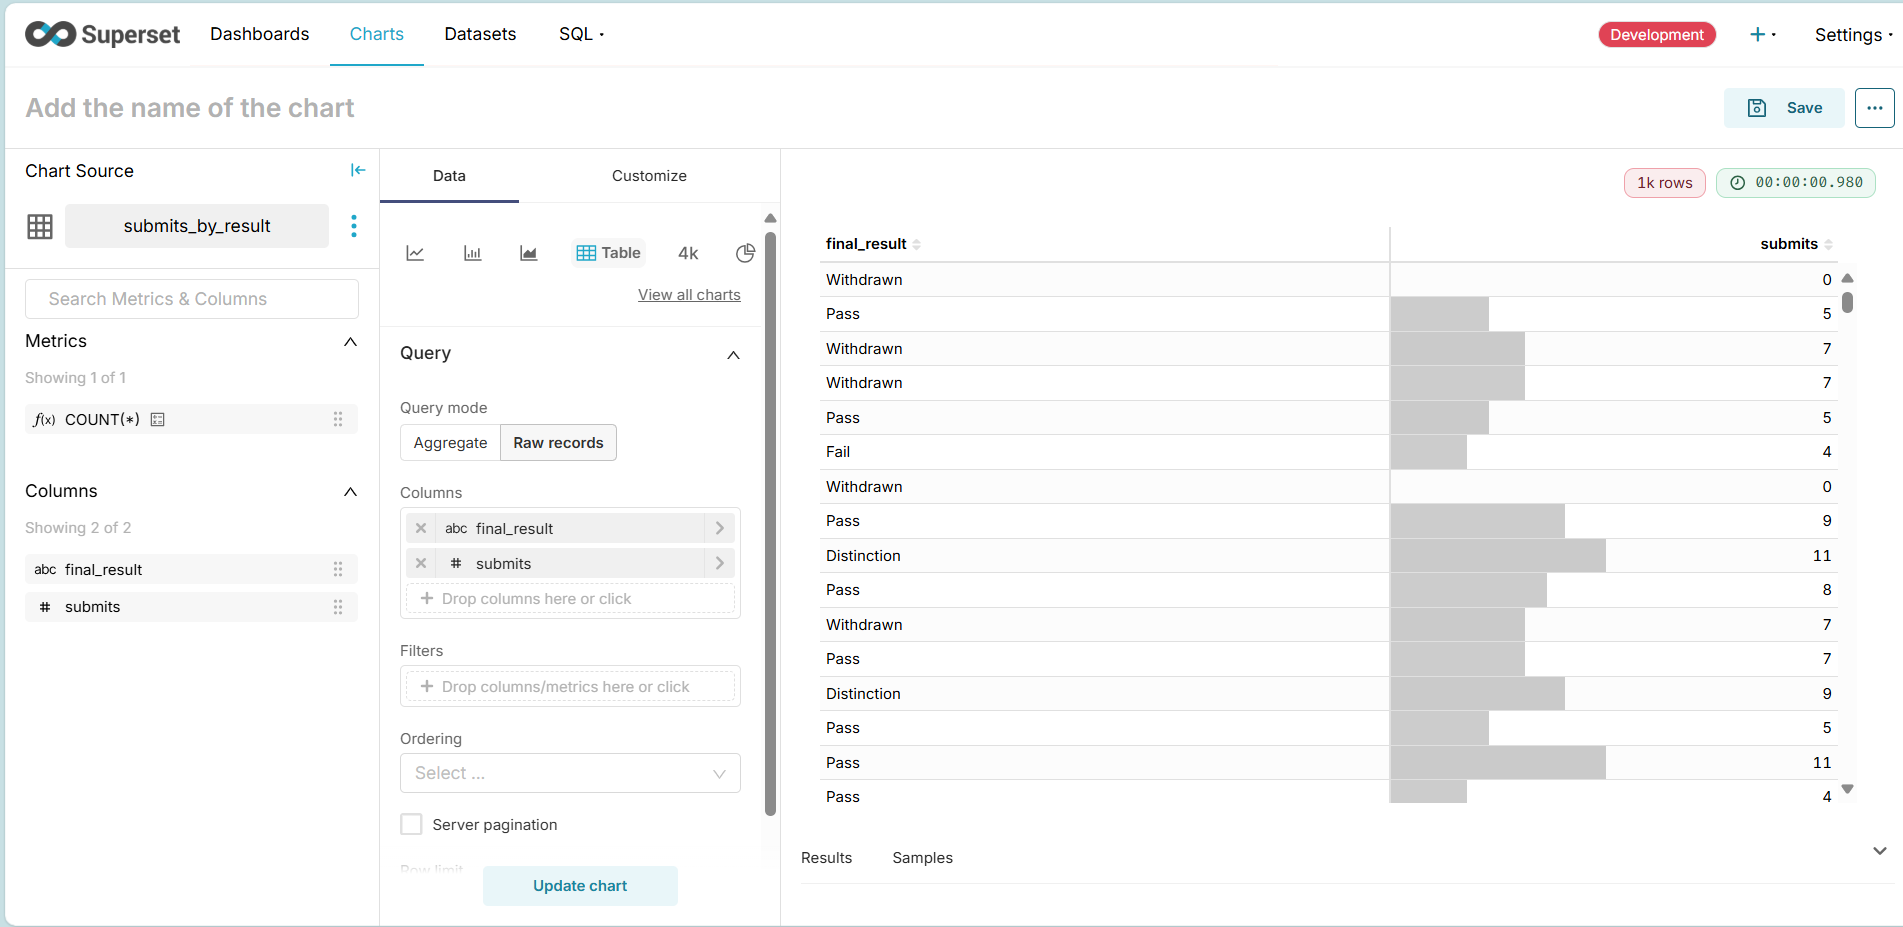 Superset Dashboards Charts Datasets SQL Development + Settings
Add the name of the chart
Save ...
Chart Source
submits_by_result
Search Metrics & Columns
Metrics
Showing 1 of 1
f(x) COUNT(*)
Columns
Showing 2 of 2
abc final_result
# submits
Data Customize
Table 4k
View all charts
Query
Query mode
Aggregate Raw records
Columns
abc final_result
# submits
+ Drop columns here or click
Filters
+ Drop columns/metrics here or click
Ordering
Select ...
Server pagination
Row limit
Update chart
1k rows 00:00:00.980
final_result submits
Withdrawn 0
Pass 5
Withdrawn 7
Withdrawn 7
Pass 5
Fail 4
Withdrawn 0
Pass 9
Distinction 11
Pass 8
Withdrawn 7
Pass 7
Distinction 9
Pass 5
Pass 11
Pass 4
Results Samples